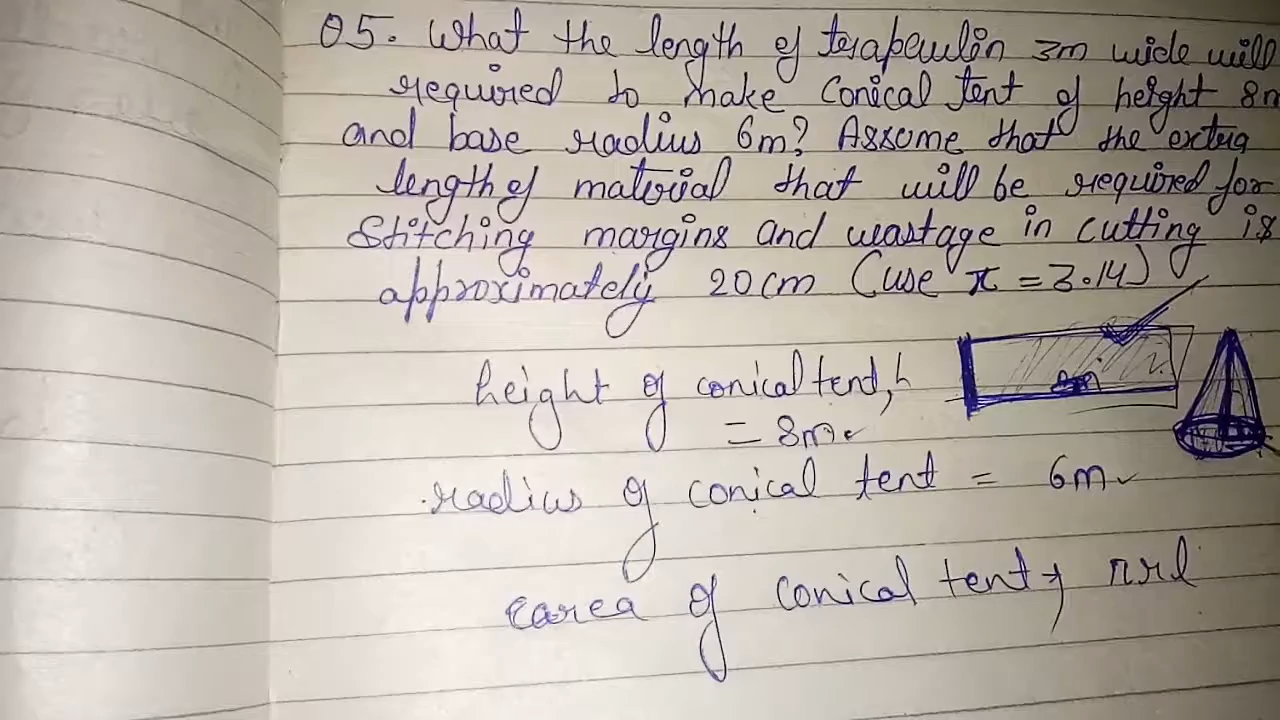 Q5. What the length of terapeulin 3m wide will
required to make Conical tent of height 8m
and base radius 6m? Assume that the extra
length of material that will be required for
Stitching margins and wastage in cutting is
approximately 20cm (use π = 3.14)
height of conical tent, h
= 8m
radius of conical tent = 6m
carea of conical tent πrl